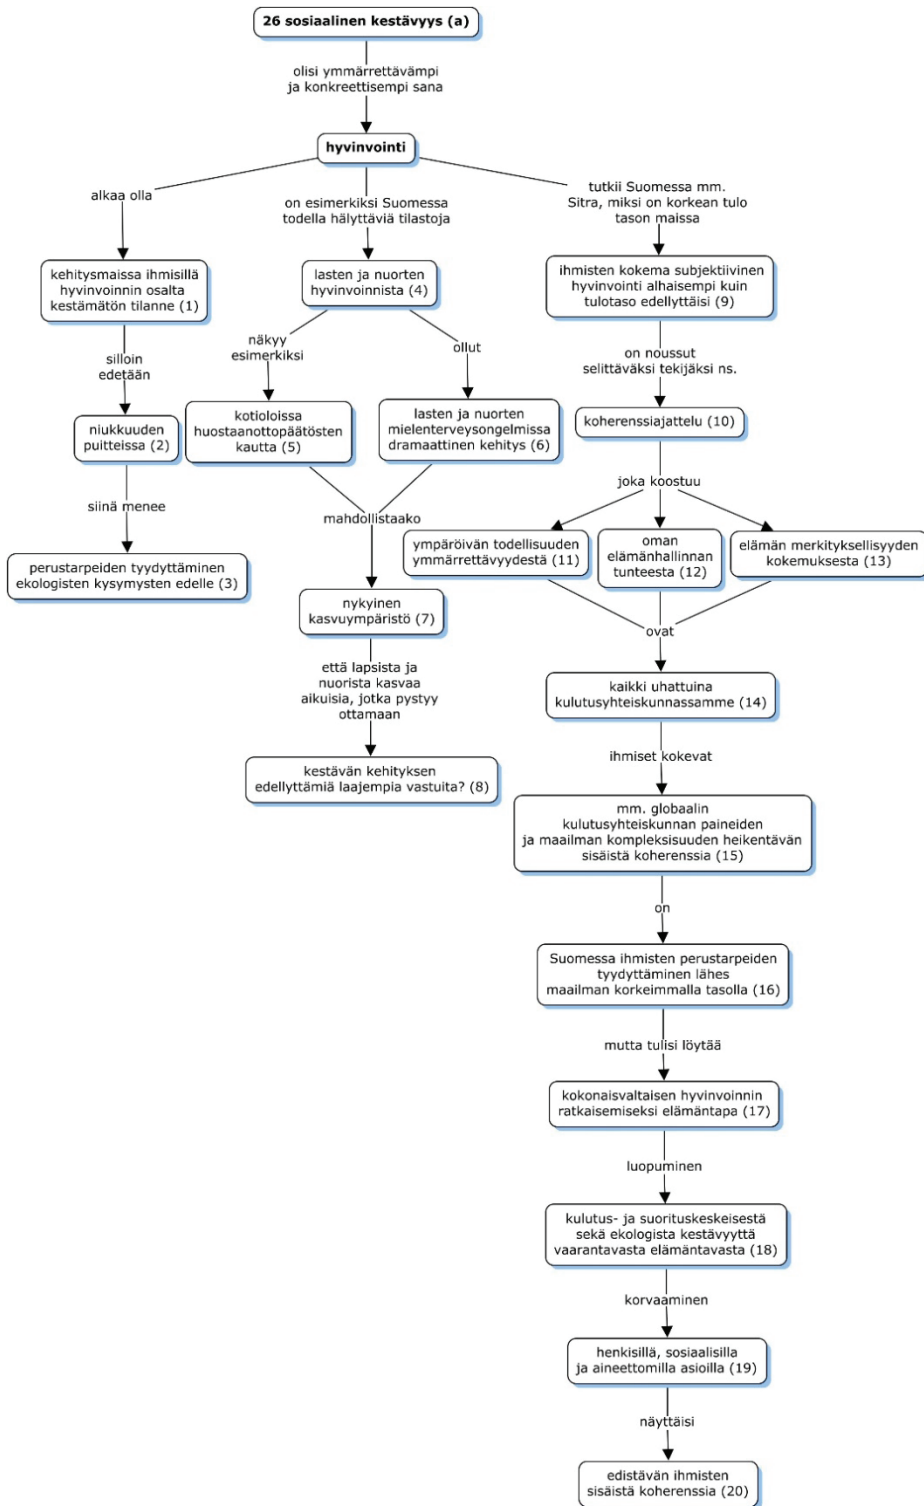 26 sosiaalinen kestävyys (a)
olisi ymmärrettävämpi
ja konkreettisempi sana
hyvinvointi
alkaa olla
kehitysmaissa ihmisillä
hyvinvoinnin osalta
kestämätön tilanne (1)
silloin
edetään
niukkuuden
puitteissa (2)
siinä menee
perustarpeiden tyydyttäminen
ekologisten kysymysten edelle (3)
on esimerkiksi Suomessa
todella hälyttäviä tilastoja
lasten ja nuorten
hyvinvoinnista (4)
näkyy
esimerkiksi
kotioloissa
huostaanottopäätösten
kautta (5)
ollut
lasten ja nuorten
mielenterveysongelmissa
dramaattinen kehitys (6)
mahdollistaako
nykyinen
kasvuympäristö (7)
että lapsista ja
nuorista kasvaa
aikuisia, jotka pystyy
ottamaan
kestävän kehityksen
edellyttämiä laajempia vastuita? (8)
tutkii Suomessa mm.
Sitra, miksi on korkean tulo
tason maissa
ihmisten kokema subjektiivinen
hyvinvointi alhaisempi kuin
tulotaso edellyttäisi (9)
on noussut
selittäväksi tekijäksi ns.
koherenssiajattelu (10)
joka koostuu
ympäröivän todellisuuden
ymmärrettävyydestä (11)
oman
elämänhallinnan
tunteesta (12)
elämän merkityksellisyyden
kokemuksesta (13)
ovat
kaikki uhattuina
kulutusyhteiskunnassamme (14)
ihmiset kokevat
mm. globaalin
kulutusyhteiskunnan paineiden
ja maailman kompleksisuuden heikentävän
sisäistä koherenssia (15)
on
Suomessa ihmisten perustarpeiden
tyydyttäminen lähes
maailman korkeimmalla tasolla (16)
mutta tulisi löytää
kokonaisvaltaisen hyvinvoinnin
ratkaisemiseksi elämäntapa (17)
luopuminen
kulutus- ja suorituskeskeisestä
sekä ekologista kestävyyttä
vaarantavasta elämäntavasta (18)
korvaaminen
henkisillä, sosiaalisilla
ja aineettomilla asioilla (19)
näyttäisi
edistävän ihmisten
sisäistä koherenssia (20)